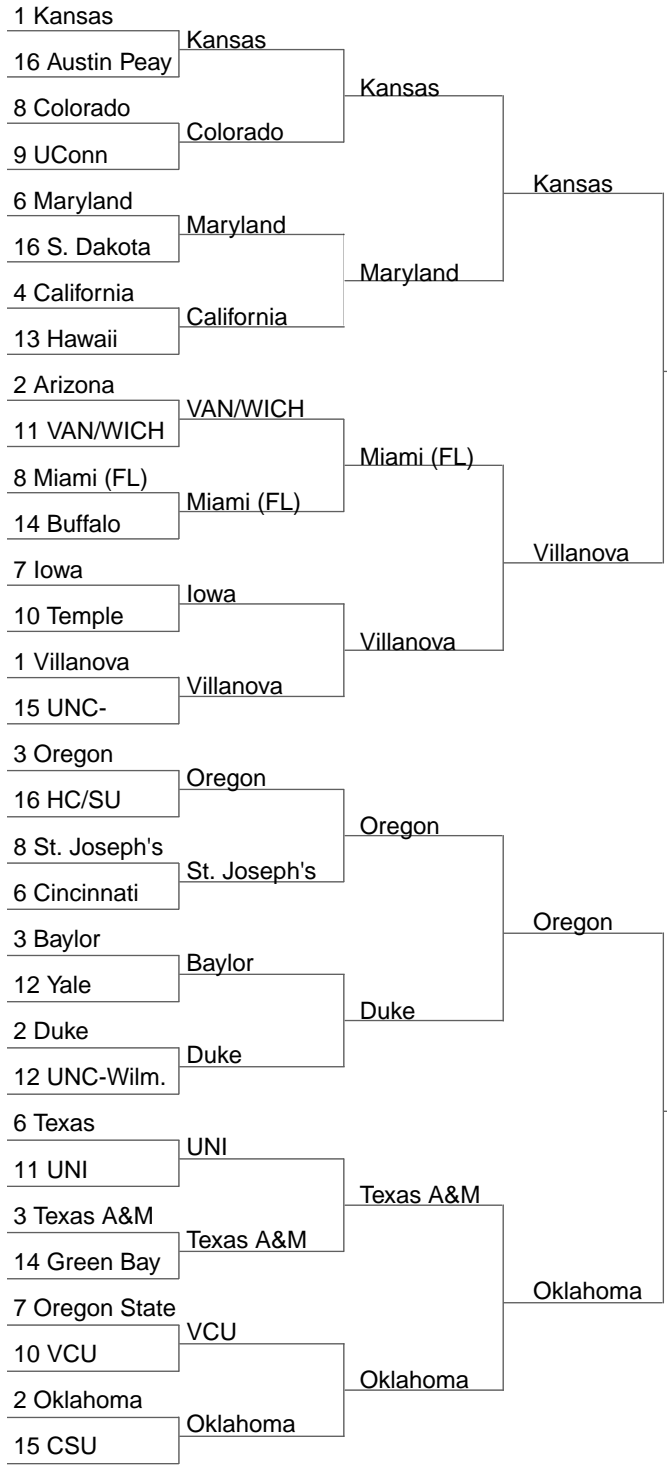 1 Kansas
16 Austin Peay
8 Colorado
9 UConn
6 Maryland
16 S. Dakota
4 California
13 Hawaii
2 Arizona
11 VAN/WICH
8 Miami (FL)
14 Buffalo
7 Iowa
10 Temple
1 Villanova
15 UNC-
3 Oregon
16 HC/SU
8 St. Joseph's
6 Cincinnati
3 Baylor
12 Yale
2 Duke
12 UNC-Wilm.
6 Texas
11 UNI
3 Texas A&M
14 Green Bay
7 Oregon State
10 VCU
2 Oklahoma
15 CSU
Kansas
Colorado
Maryland
California
VAN/WICH
Miami (FL)
Iowa
Villanova
Oregon
St. Joseph's
Baylor
Duke
UNI
Texas A&M
VCU
Oklahoma
Kansas
Maryland
Miami (FL)
Villanova
Oregon
Duke
Texas A&M
Oklahoma
Kansas
Villanova
Oregon
Oklahoma